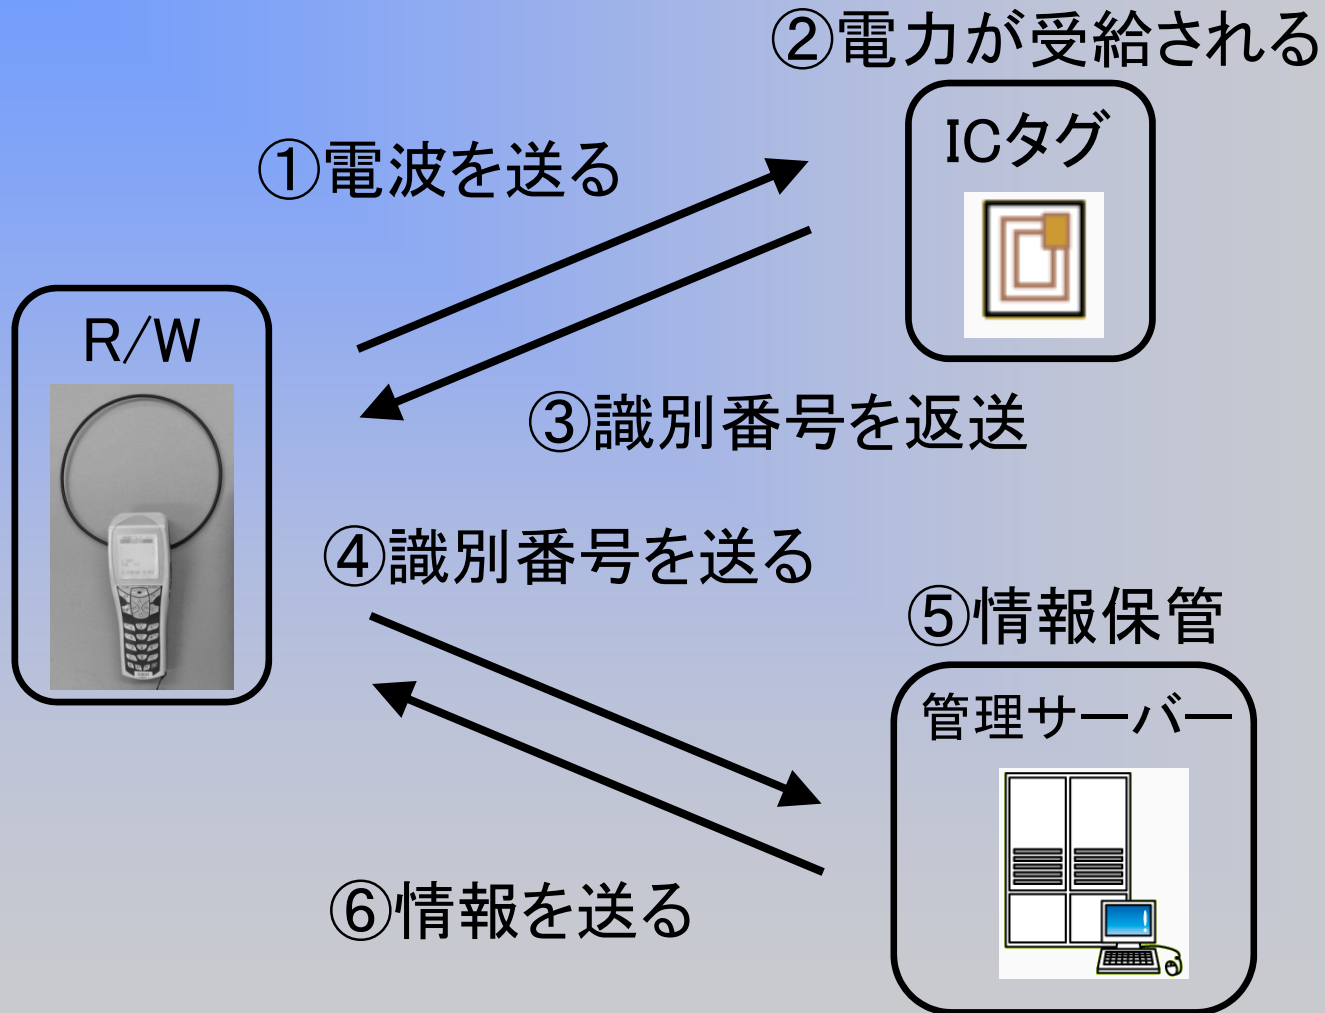 ②電力が受給される
ICタグ
①電波を送る
R/W
③識別番号を返送
④識別番号を送る
⑤情報保管
管理サーバー
⑥情報を送る